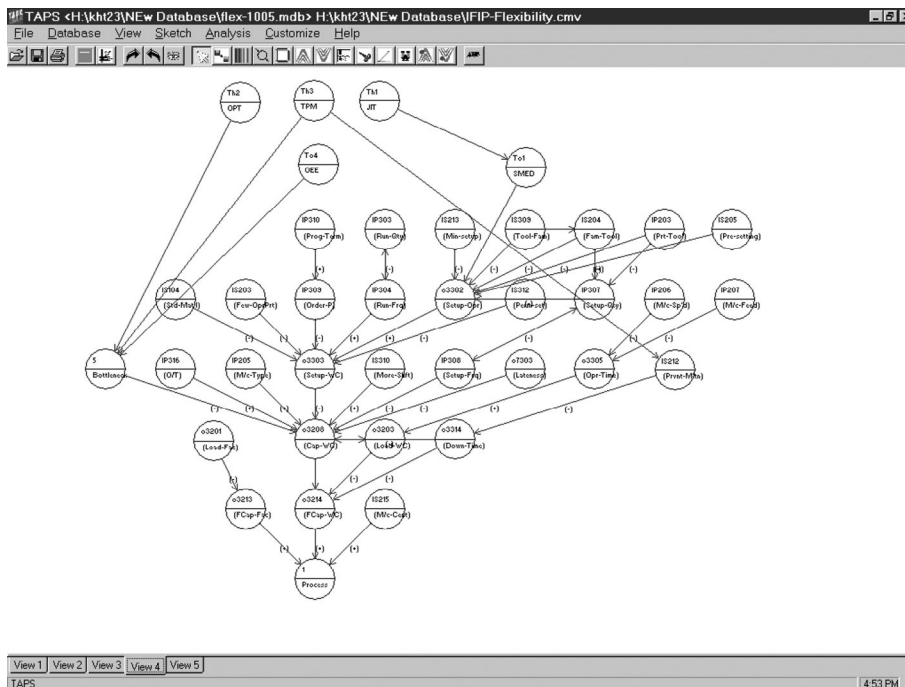 TAPS <H:\kht23\NEw Database\flex-1005.mdb> H:\kht23\NEw Database\IFIP-Flexibility.cmv
File Database View Sketch Analysis Customize Help
Th2 Th3 Th1
OPT TPM JIT
To4 To1
OEE SMED
IP310 IP303 IS213 IS309 IS204 IP203 IS205
(Prog-Term) (Run-Qty) (Min-setup) (Tool-Fam) (Fam-Tool) (Prt-Tool) (Pre-setting)
(+) (-) (-) (-) (-) (-) (-)
IS104 IS203 IP309 IP304 o3302 IS312 IP307 IP206 IP207
(Few-OprPrt) (Order-P) (Run-Frq) (Setup-Opr) (Setup-Qty) (M/c-Sp'd) (M/c-Feed)
(-) (-) (-) (+) (+) (-) (-) (-) (-)
5 IP316 IP205 o3303 IS310 IP308 o7303 o3305 IS212
Bottleneck (O/T) (M/c-Type) (Setup-WC) (More-Shift) (Setup-Frq) (Lateness) (Opr-Time)
(-) (+) (+) (-) (+) (-) (-) (+) (-)
o3201 o3208 o3203 o3314
(Load-Fac) (Cap-WC) (Load-WC) (Down-Time)
(-) (-) (-)
o3213 o3214 IS215
(FCap-Fac) (FCap-WC) (M/c-Cost)
(+) (+) (-)
1
Process
View 1 View 2 View 3 View 4 View 5
TAPS 4:53 PM